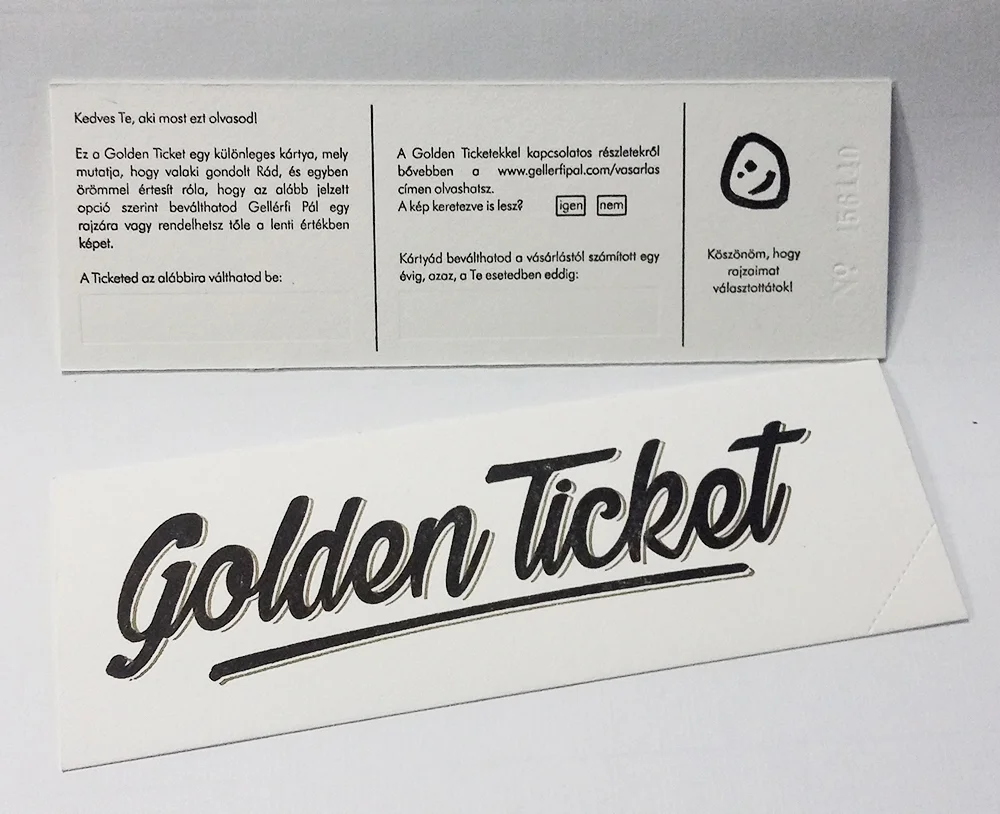 Kedves Te, aki most ezt olvasod!
Ez a Golden Ticket egy különleges kártya, mely
mutatja, hogy valaki gondolt Rád, és egyben
örömmel értesít róla, hogy az alább jelzett
opció szerint beválthatod Gellérfi Pál egy
rajzára vagy rendelhetsz tőle a lenti értékben
képet.
A Ticketed az alábbira válthatod be:
A Golden Ticketekkel kapcsolatos részletekről
bővebben a www.gellerfipal.com/vasarlas
címen olvashatsz.
A kép keretezve is lesz? igen nem
Kártyád beválthatod a vásárlástól számított egy
évig, azaz, a Te esetedben eddig:
Köszönöm, hogy
rajzaimat
választottátok!
Golden Ticket